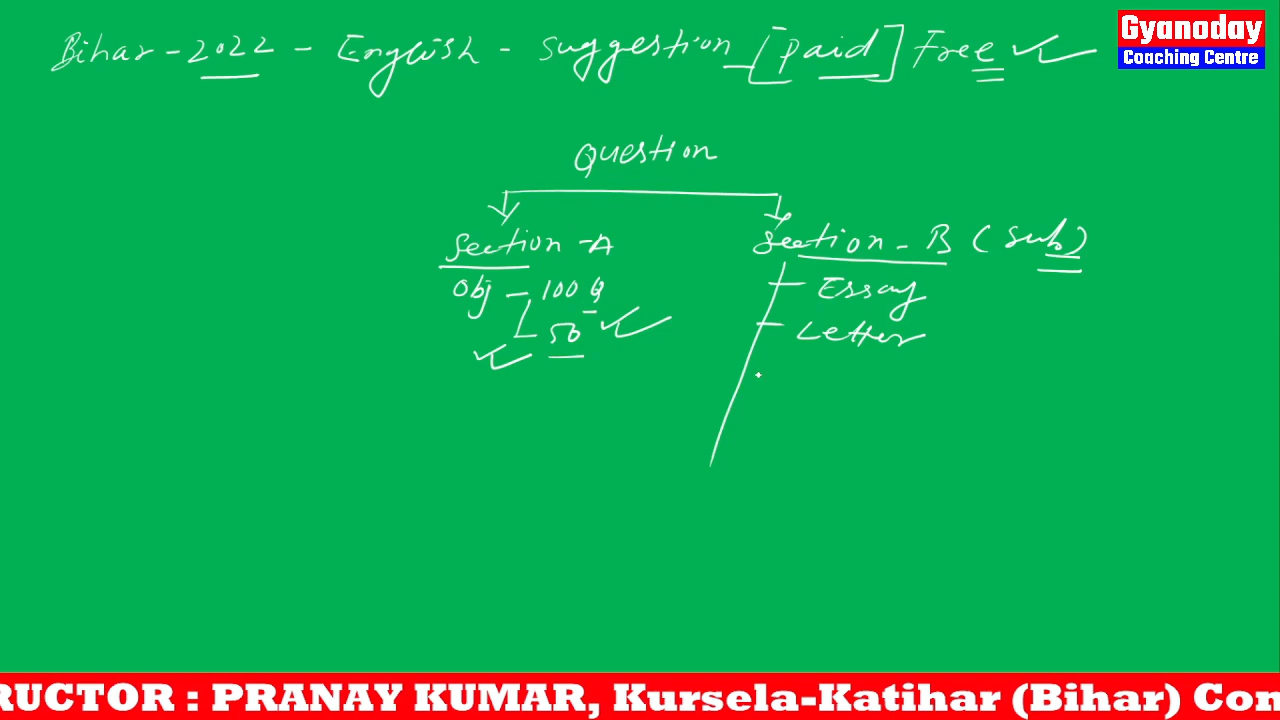 Bihar - 2022 - English - Suggestion - [paid] Free
Gyanoday
Coaching Centre
Question
Section - A
Section - B (sub)
Obj - 100 Q
50
Essay
Letter
RUCTOR : PRANAY KUMAR, Kursela-Katihar (Bihar) Con